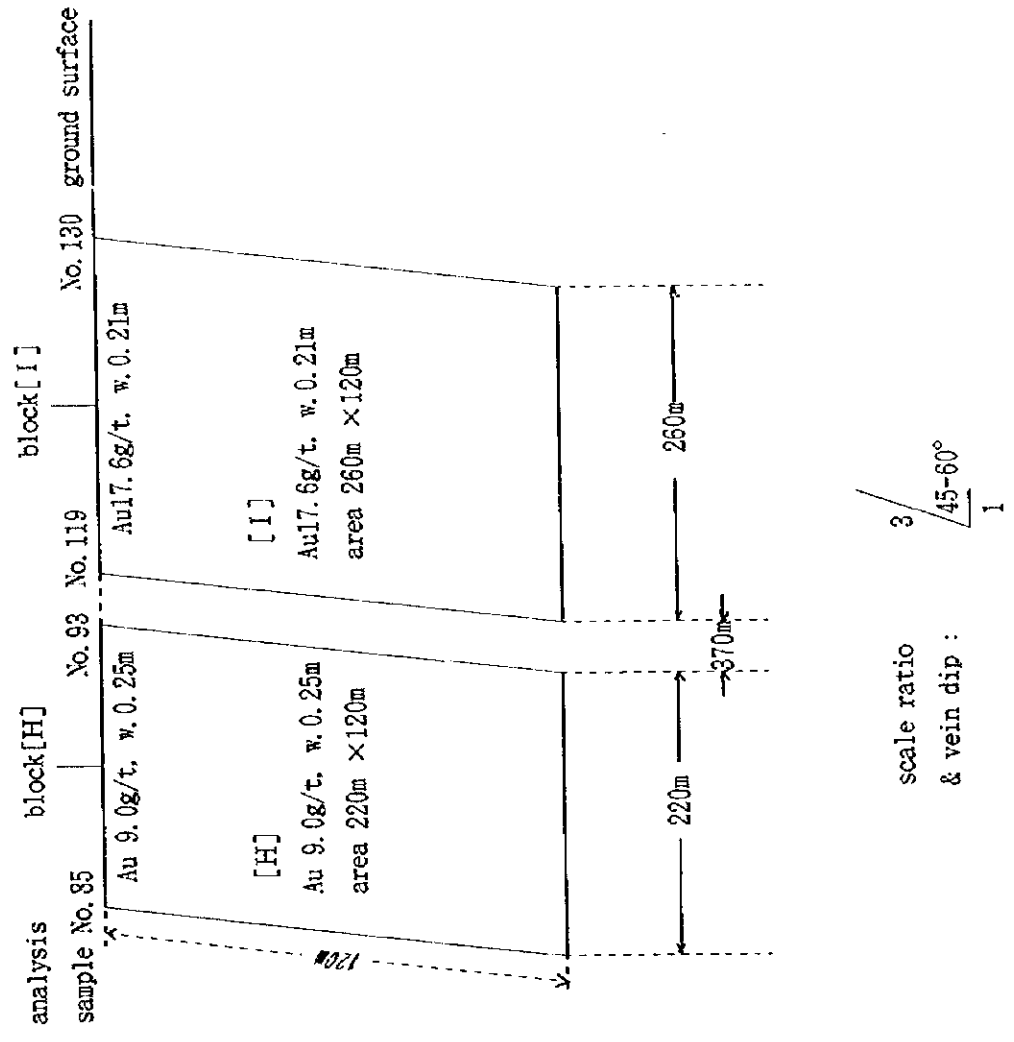 analysis
sample No. 85
block[H]
No. 93
No. 119
block[I]
No. 130
ground surface
Au 9.0g/t. w.0.25m
Au17.6g/t. w.0.21m
[H]
Au 9.0g/t. w.0.25m
area 220m ×120m
[I]
Au17.6g/t. w.0.21m
area 260m ×120m
120m
220m
370m
260m
scale ratio
& vein dip :
3
45-60°
1